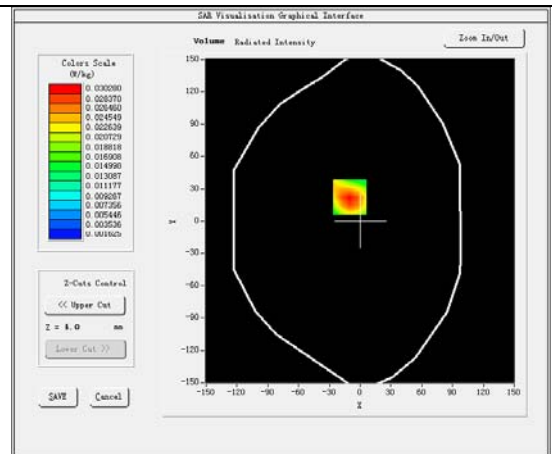 SAR Visualisation Graphical Interface
Volume Radiated Intensity
Zoom In/Out
Colors Scale
(W/kg)
0.030280
0.028370
0.026460
0.024549
0.022639
0.020729
0.018818
0.016908
0.014998
0.013087
0.011177
0.009267
0.007356
0.005446
0.003536
0.001625
Z-Cuts Control
<< Upper Cut
Z = 4.0 mm
Lower Cut >>
SAVE
Cancel
150
120
90
60
30
0
-30
-60
-90
-120
-150
Y
-150 -120 -90 -60 -30 0 30 60 90 120 150
X